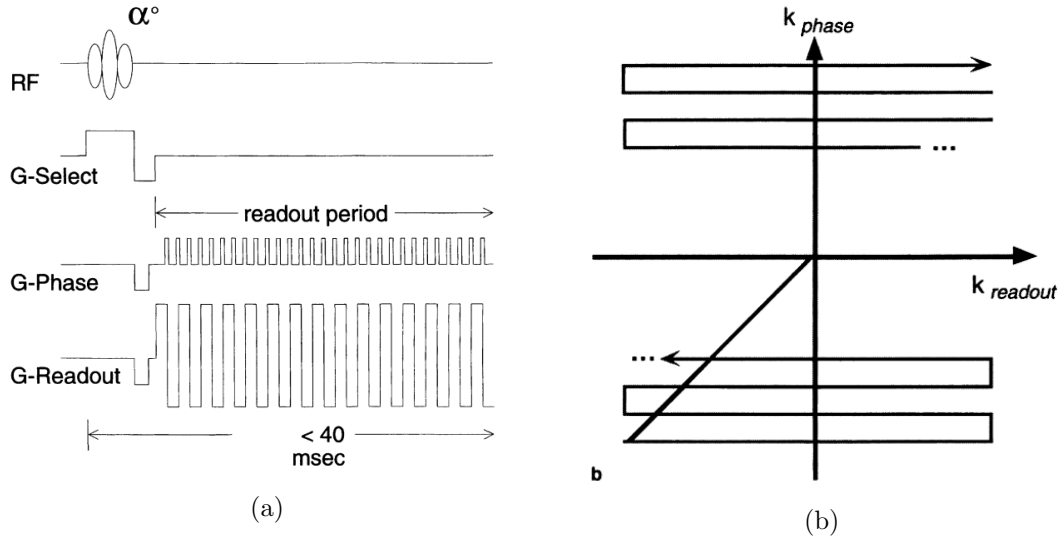 α°
RF
G-Select
readout period
G-Phase
G-Readout
< 40
msec
(a)
k phase
...
k readout
...
b
(b)